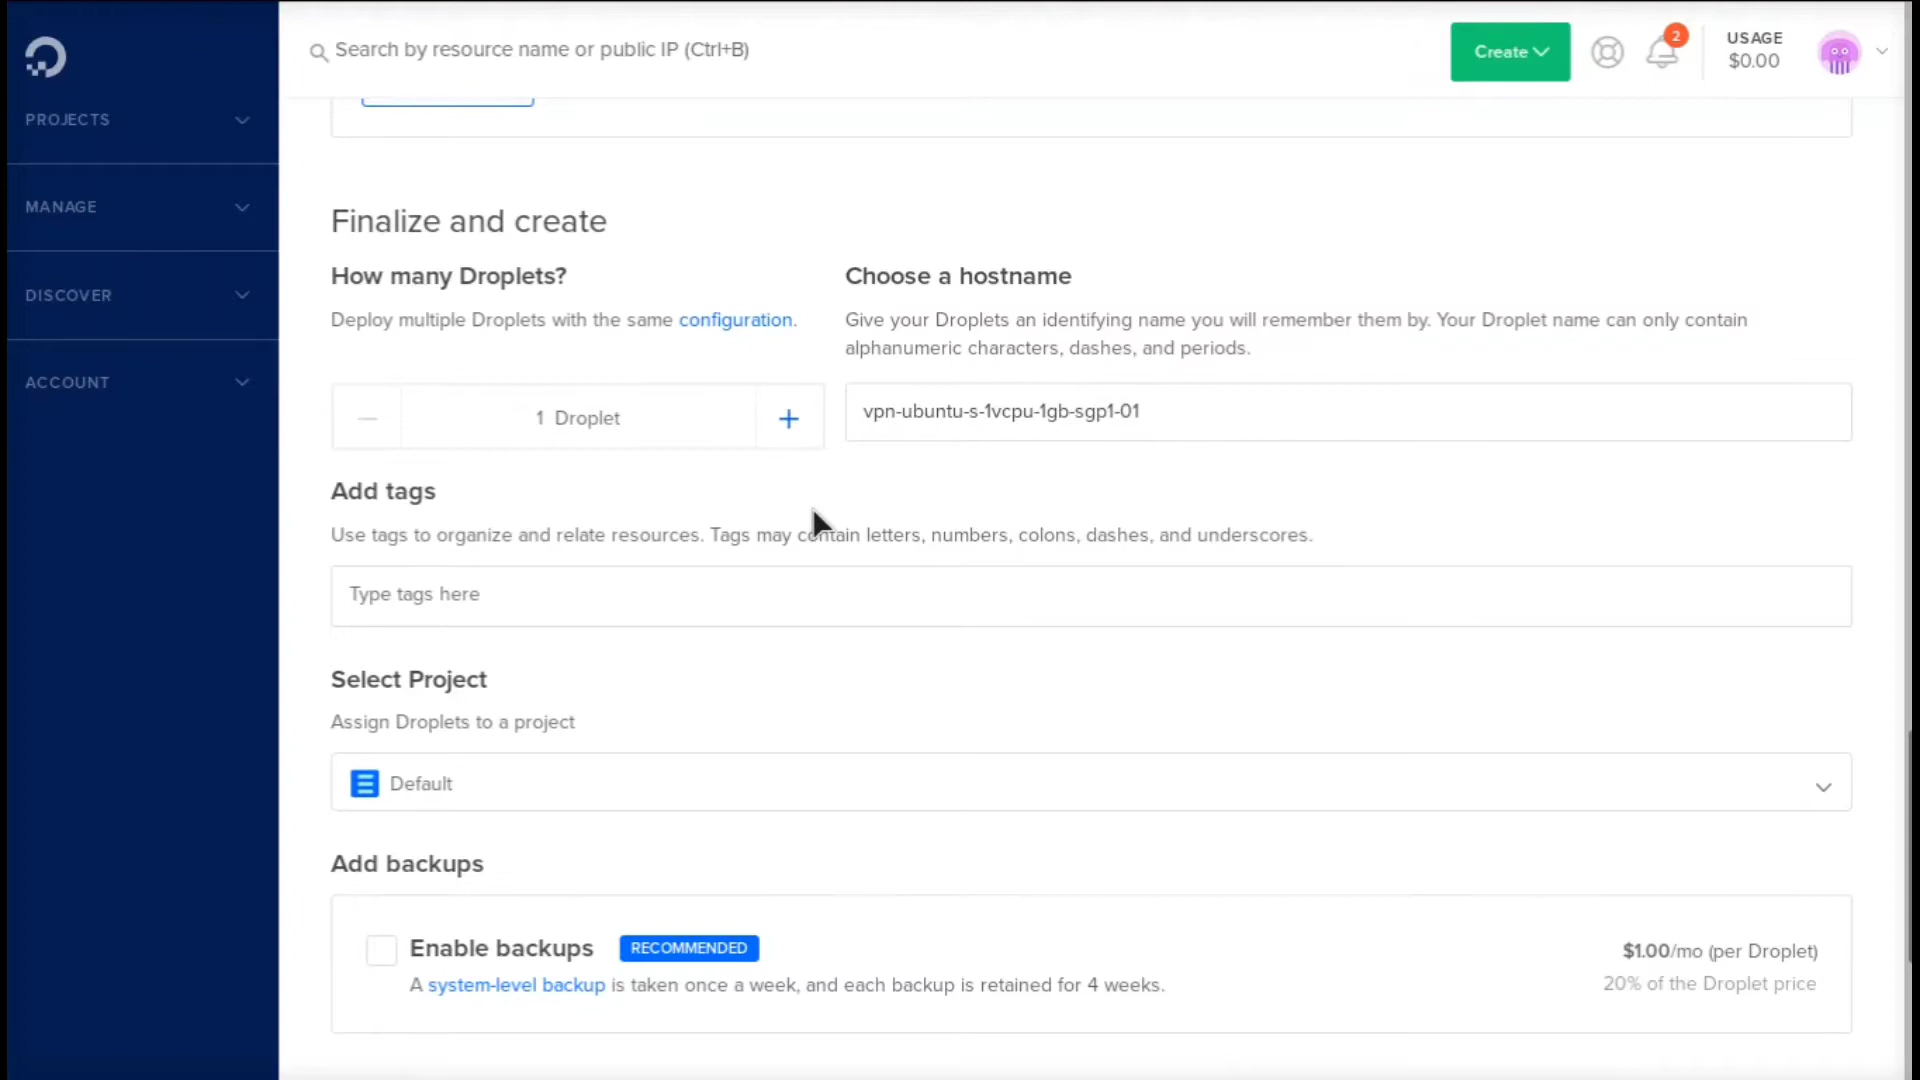 Search by resource name or public IP (Ctrl+B)
Create
2
USAGE
$0.00
PROJECTS
MANAGE
DISCOVER
ACCOUNT
Finalize and create
How many Droplets?
Deploy multiple Droplets with the same configuration.
1 Droplet
Choose a hostname
Give your Droplets an identifying name you will remember them by. Your Droplet name can only contain
alphanumeric characters, dashes, and periods.
vpn-ubuntu-s-1vcpu-1gb-sgp1-01
Add tags
Use tags to organize and relate resources. Tags may contain letters, numbers, colons, dashes, and underscores.
Type tags here
Select Project
Assign Droplets to a project
Default
Add backups
Enable backups RECOMMENDED
A system-level backup is taken once a week, and each backup is retained for 4 weeks.
$1.00/mo (per Droplet)
20% of the Droplet price